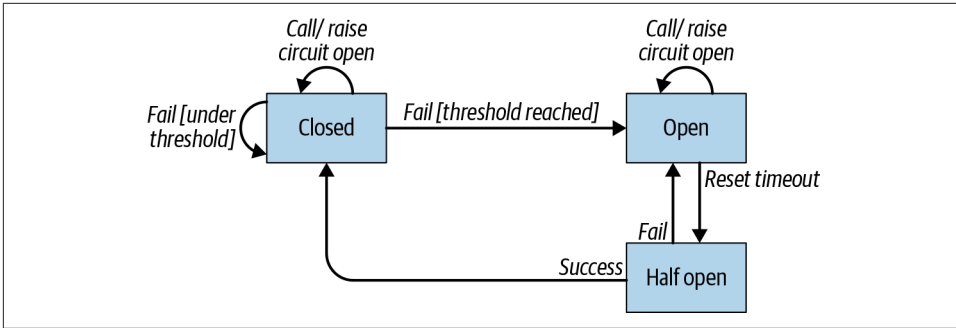 Call/ raise
circuit open
Call/ raise
circuit open
Fail [under
threshold]
Closed
Fail [threshold reached]
Open
Reset timeout
Fail
Success
Half open